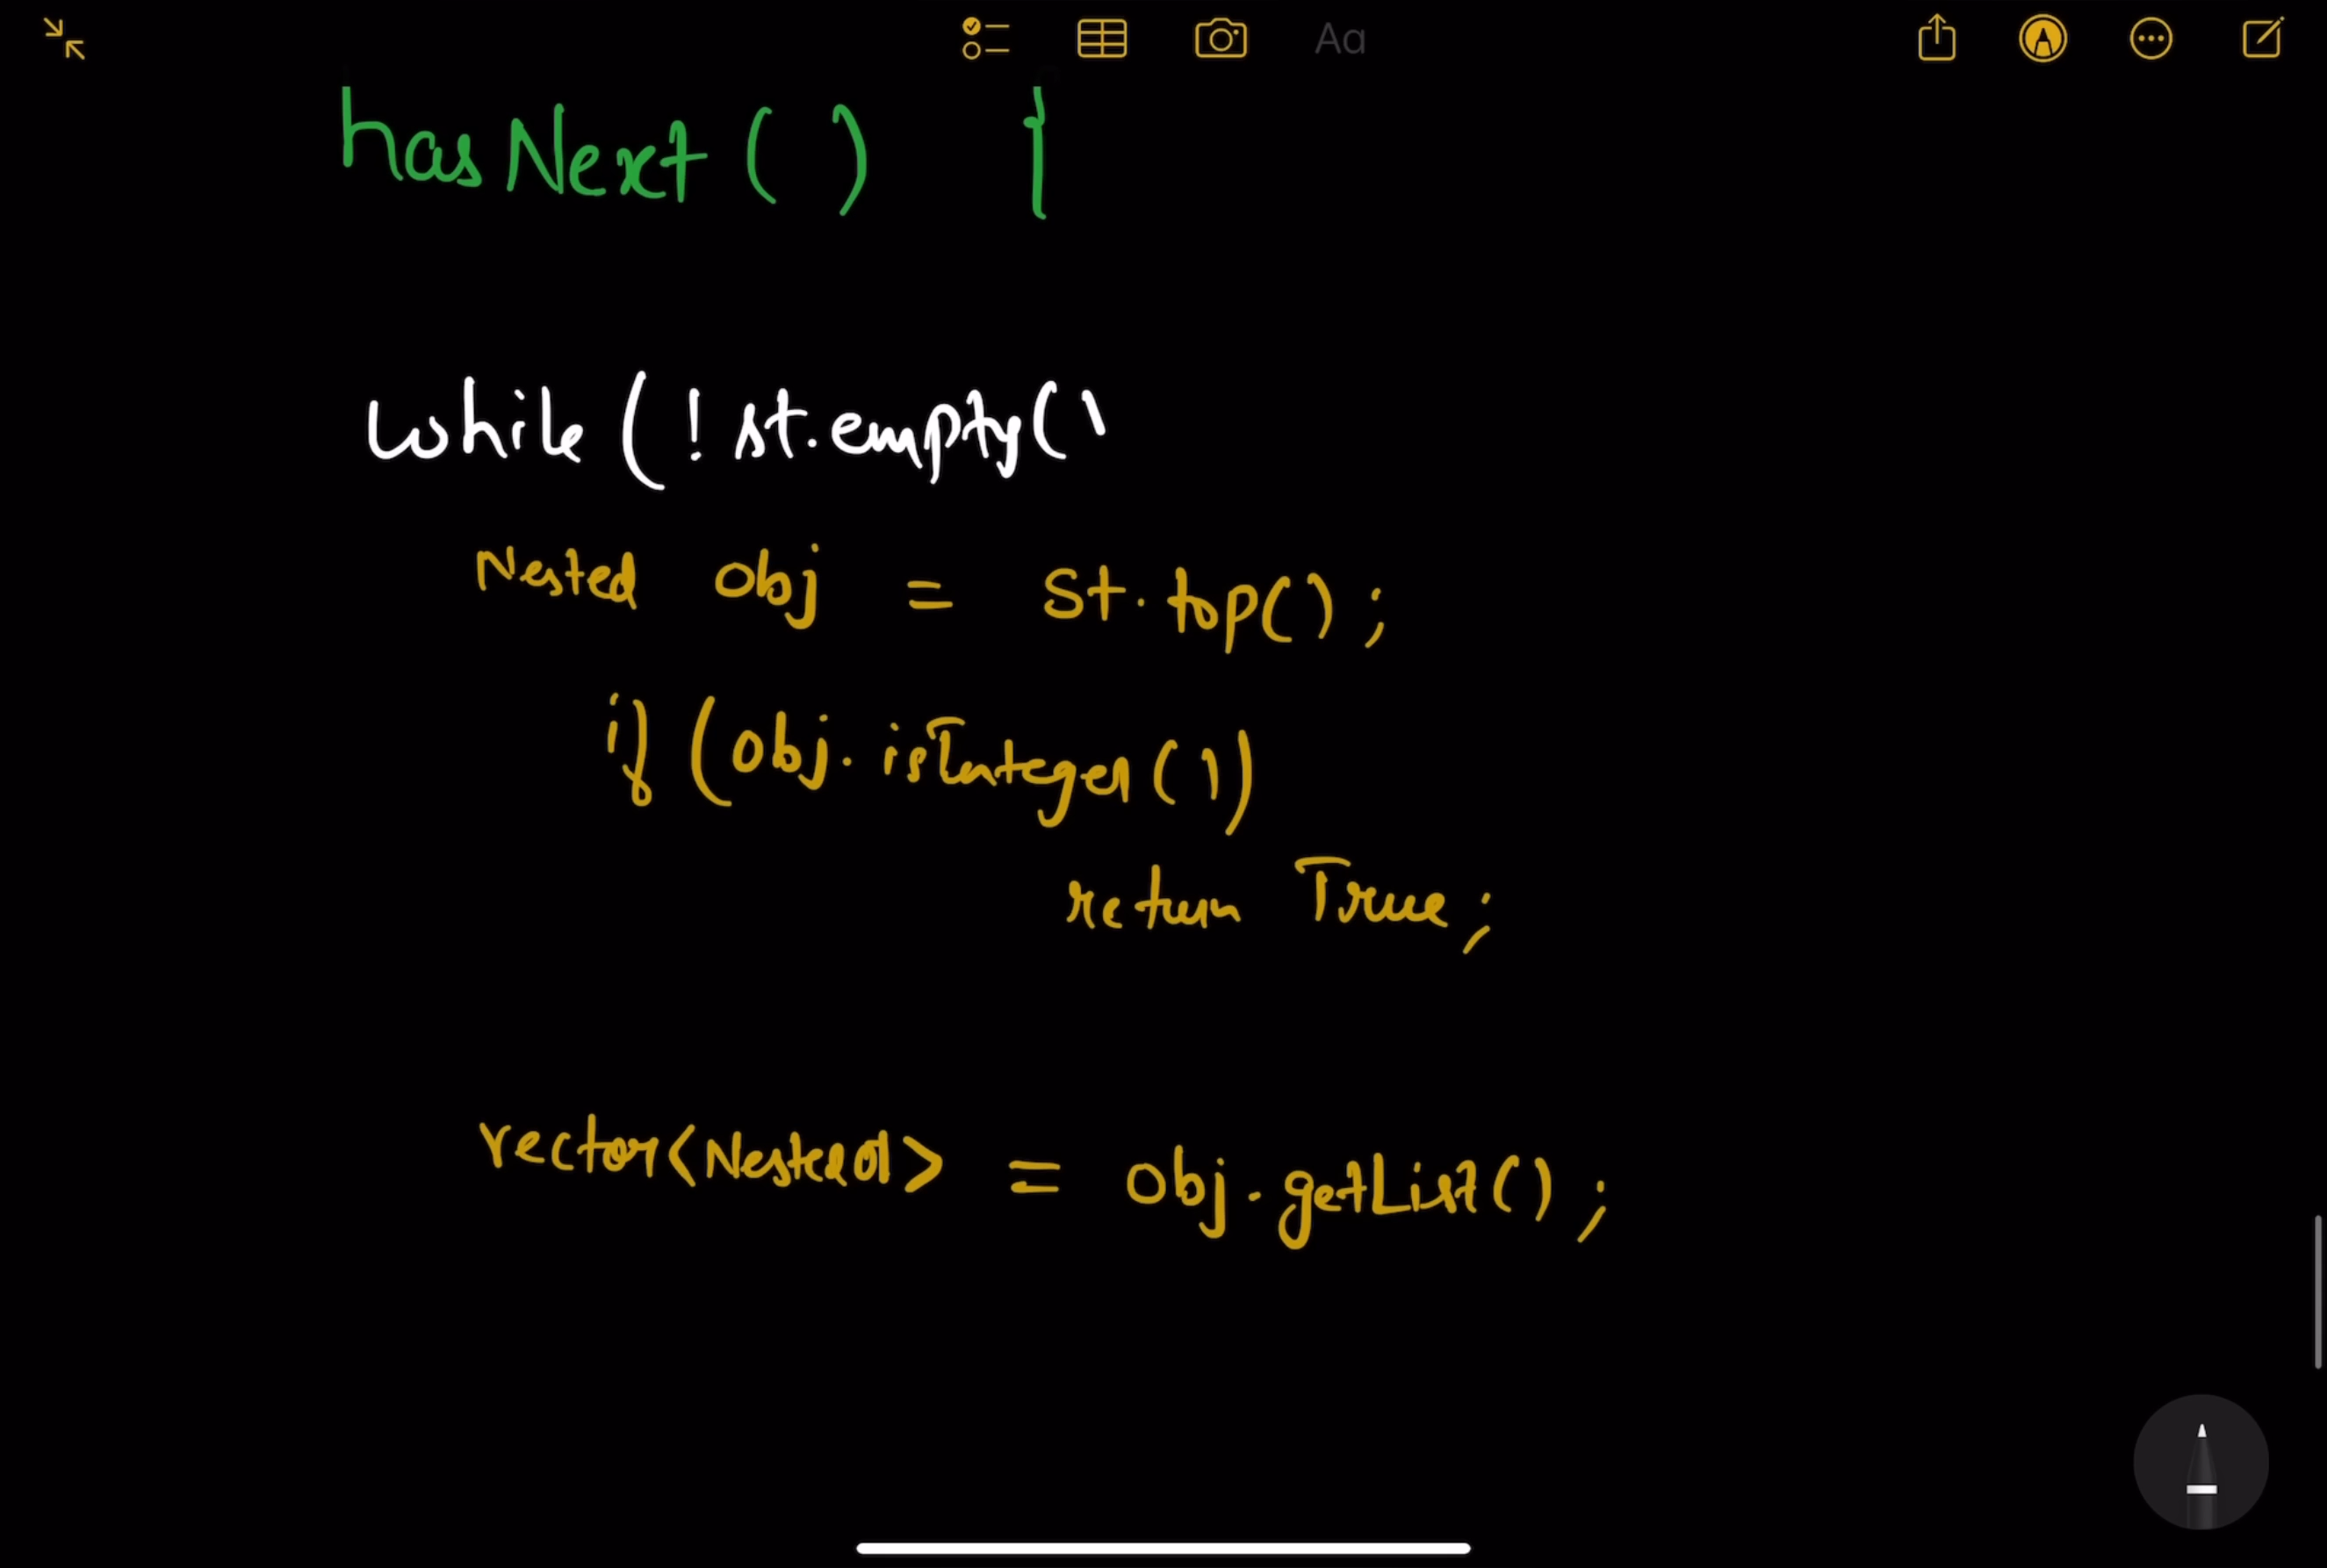 Aa
hasNext ( ) {
while ( ! st.empty( )
Nested obj = st.top( ) ;
if (obj.isInteger( ))
return True ;
vector<Nested > = obj.getList( ) ;